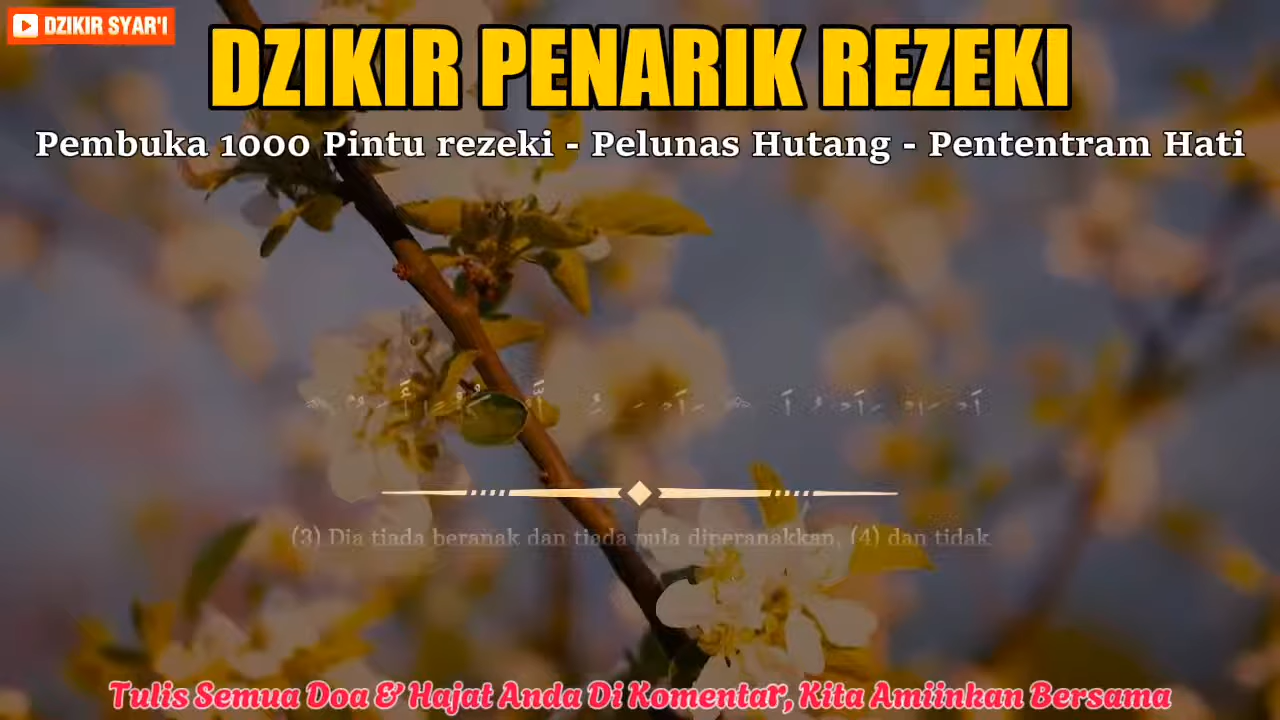 DZIKIR SYAR'I
DZIKIR PENARIK REZEKI
Pembuka 1000 Pintu rezeki - Pelunas Hutang - Pententram Hati
(3) Dia tiada beranak dan tiada pula diperanakkan, (4) dan tidak
Tulis Semua Doa & Hajat Anda Di Komentar, Kita Amiinkan Bersama